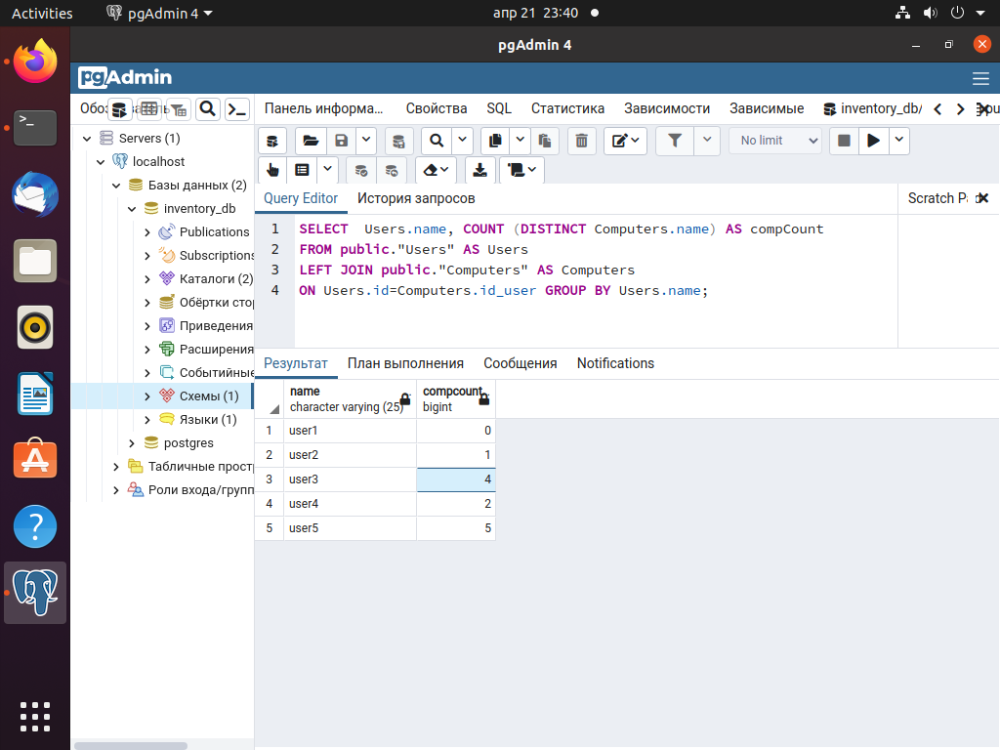 Activities
pgAdmin 4
апр 21 23:40
pgAdmin 4
pgAdmin
Панель информа...
Свойства
SQL
Статистика
Зависимости
Зависимые
inventory_db/
Servers (1)
localhost
Базы данных (2)
inventory_db
Publications
Subscriptions
Каталоги (2)
Обёртки сто
Приведения
Расширения
Событийные
Схемы (1)
Языки (1)
postgres
Табличные прост
Роли входа/групп
No limit
Query Editor
История запросов
Scratch Pa
1 SELECT Users.name, COUNT (DISTINCT Computers.name) AS compCount
2 FROM public."Users" AS Users
3 LEFT JOIN public."Computers" AS Computers
4 ON Users.id=Computers.id_user GROUP BY Users.name;
Результат
План выполнения
Сообщения
Notifications
name
character varying (25)
compcount
bigint
1 user1 0
2 user2 1
3 user3 4
4 user4 2
5 user5 5